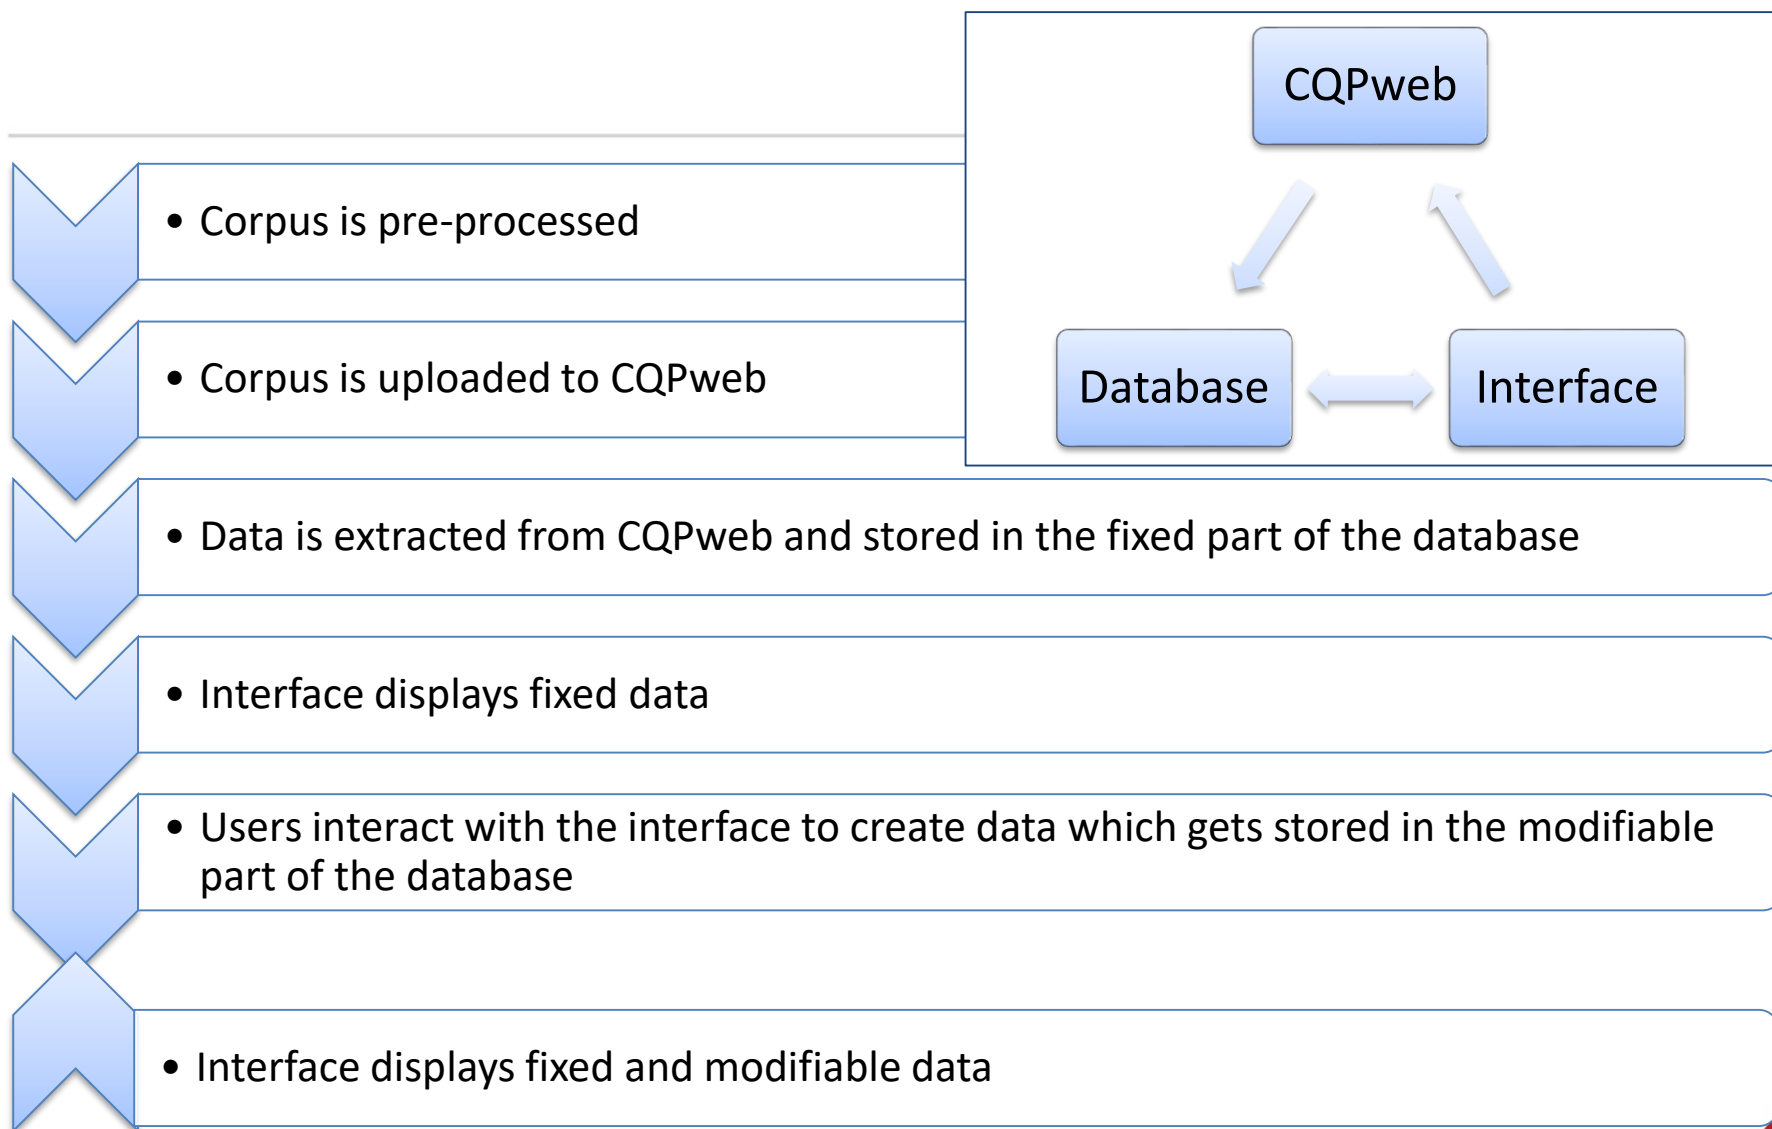 CQPweb
Database
Interface
• Corpus is pre-processed
• Corpus is uploaded to CQPweb
• Data is extracted from CQPweb and stored in the fixed part of the database
• Interface displays fixed data
• Users interact with the interface to create data which gets stored in the modifiable
part of the database
• Interface displays fixed and modifiable data